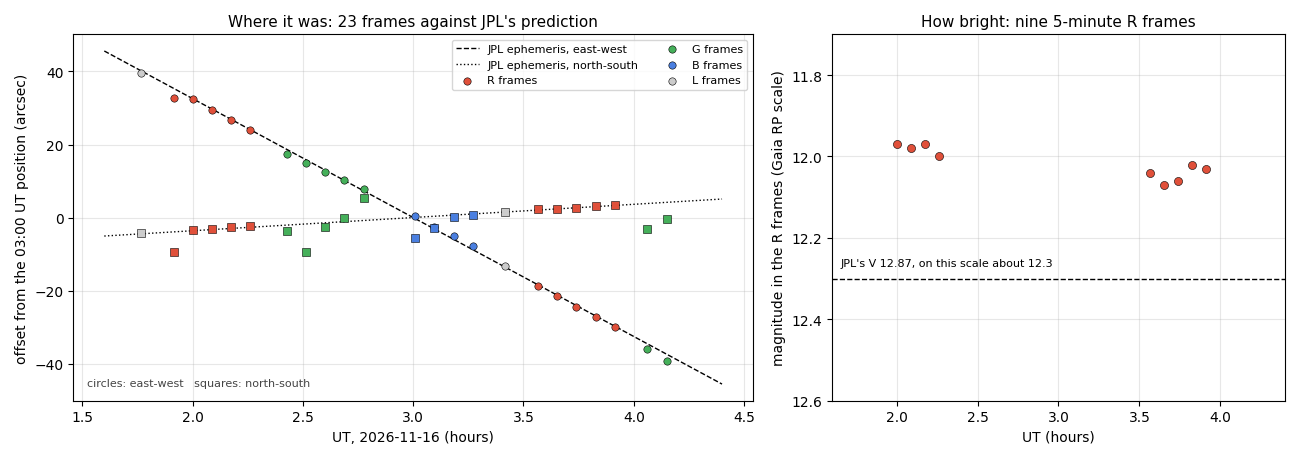 Where it was: 23 frames against JPL's prediction
offset from the 03:00 UT position (arcsec)
40
20
0
−20
−40
JPL ephemeris, east-west
JPL ephemeris, north-south
R frames
G frames
B frames
L frames
circles: east-west squares: north-south
1.5 2.0 2.5 3.0 3.5 4.0 4.5
UT, 2026-11-16 (hours)
How bright: nine 5-minute R frames
magnitude in the R frames (Gaia RP scale)
11.8
12.0
12.2
12.4
12.6
JPL's V 12.87, on this scale about 12.3
2.0 2.5 3.0 3.5 4.0
UT (hours)